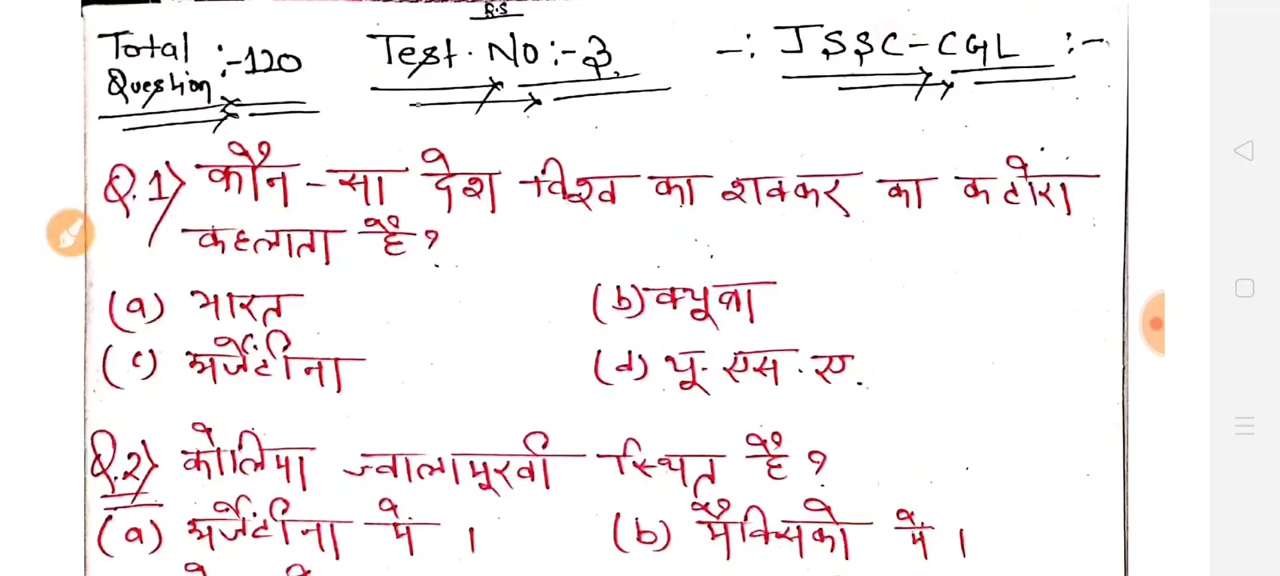 R.S
Total Question :- 120 Test. No :- 3. -: JSSC-CGL :-
Q.1) कौन-सा देश विश्व का शक्कर का कटोरा
कहलाता है?
(a) भारत (b) क्यूबा
(c) अर्जेंटीना (d) यू. एस. ए.
Q.2) कोलिमा ज्वालामूखी स्थित है?
(a) अर्जेंटीना में । (b) मैक्सिको में ।